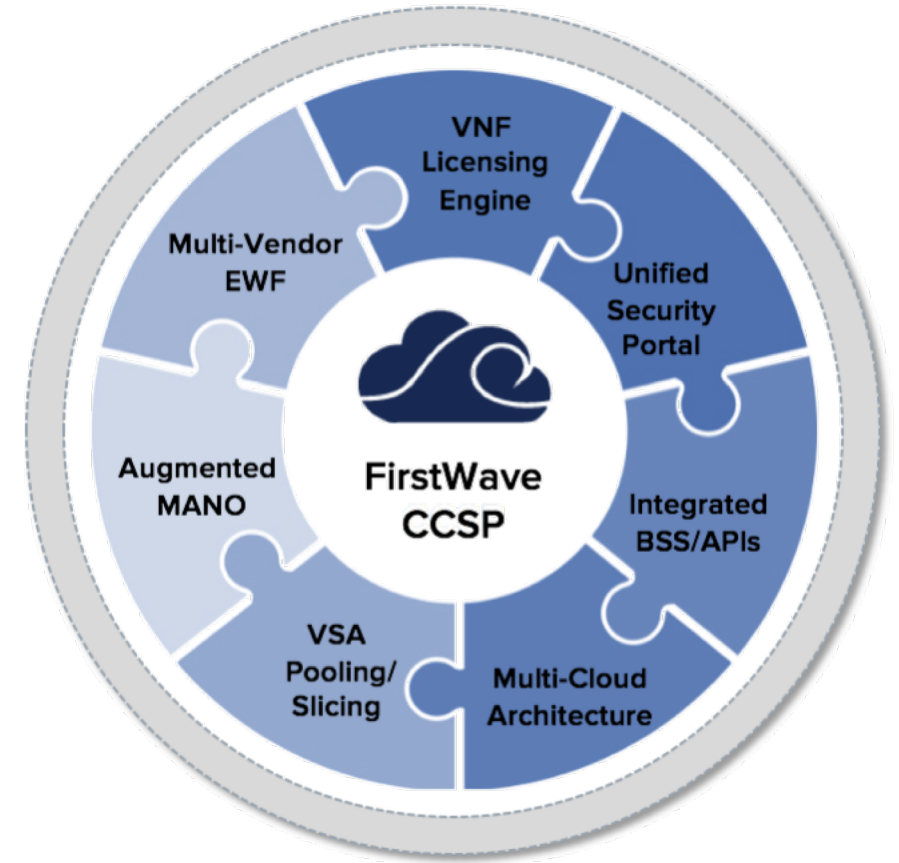 VNF
Licensing
Engine
Unified
Security
Portal
Integrated
BSS/APIs
Multi-Cloud
Architecture
VSA
Pooling/
Slicing
Augmented
MANO
Multi-Vendor
EWF
FirstWave
CCSP